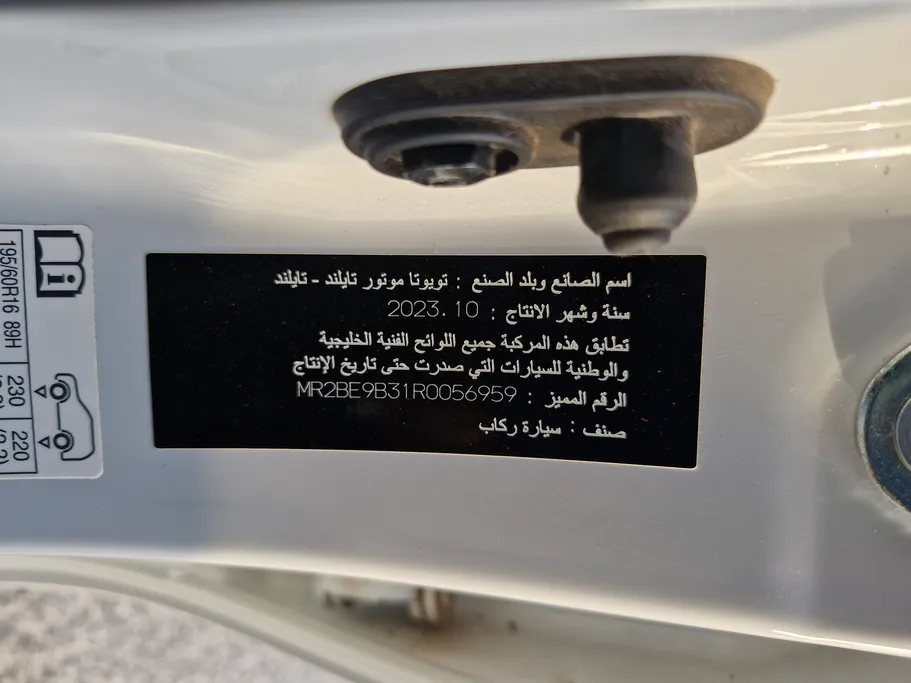 اسم الصانع وبلد الصنع : تويوتا موتور تايلند - تايلند
سنة وشهر الانتاج : 2023.10
تطابق هذه المركبة جميع اللوائح الفنية الخليجية
والوطنية للسيارات التي صدرت حتى تاريخ الإنتاج
الرقم المميز : MR2BE9B31R0056959
صنف : سيارة ركاب
195/60R16 89H
230
220